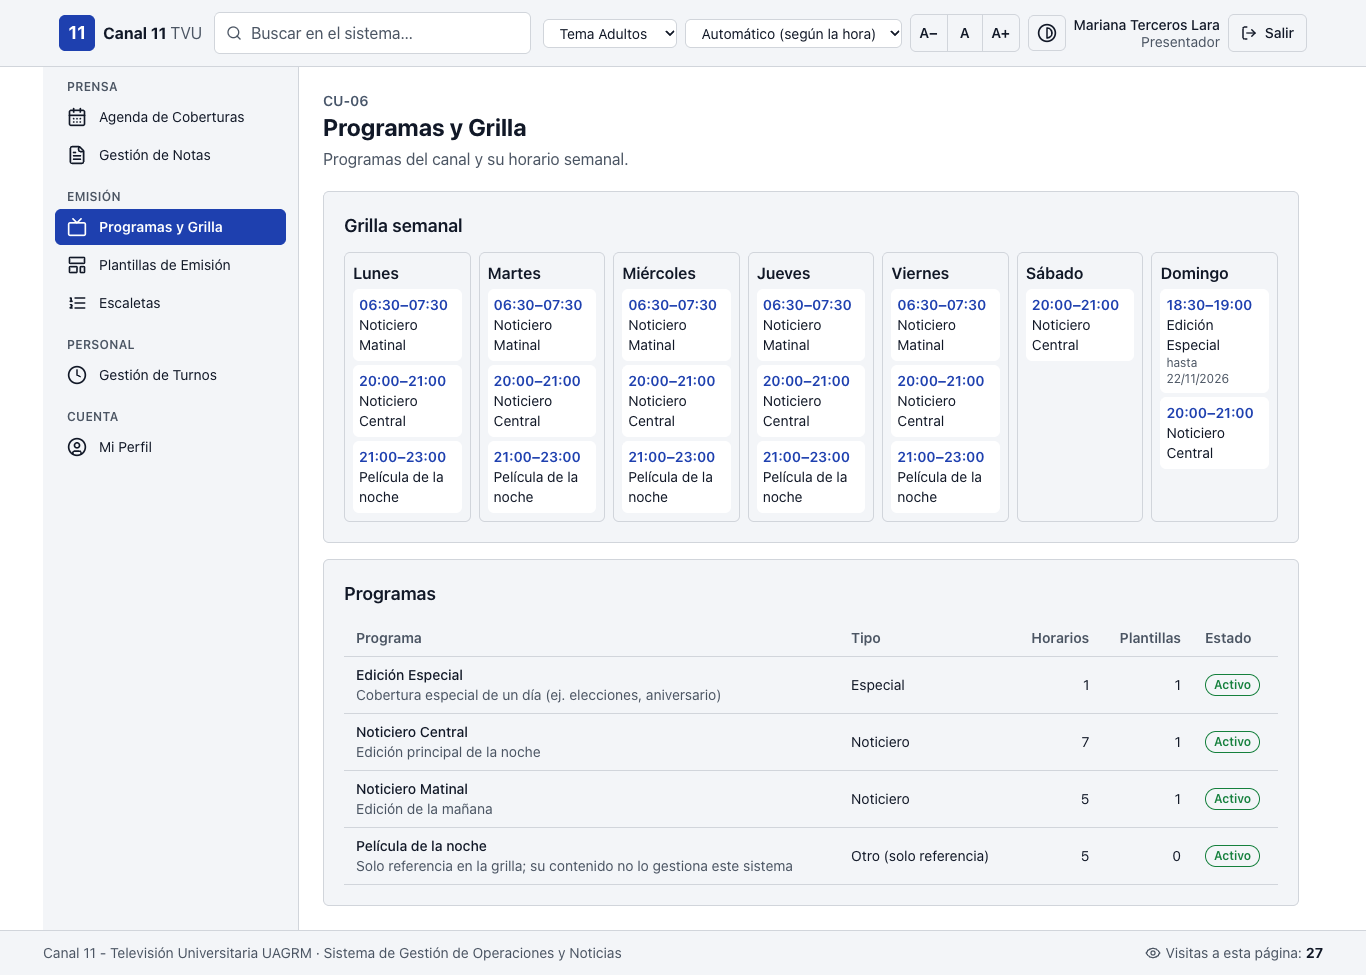 11 Canal 11 TVU
Buscar en el sistema...
Tema Adultos
Automático (según la hora)
A− A A+
Mariana Terceros Lara
Presentador
Salir
PRENSA
Agenda de Coberturas
Gestión de Notas
EMISIÓN
Programas y Grilla
Plantillas de Emisión
Escaletas
PERSONAL
Gestión de Turnos
CUENTA
Mi Perfil
CU-06
Programas y Grilla
Programas del canal y su horario semanal.
Grilla semanal
Lunes
06:30–07:30
Noticiero
Matinal
20:00–21:00
Noticiero
Central
21:00–23:00
Película de la
noche
Martes
06:30–07:30
Noticiero
Matinal
20:00–21:00
Noticiero
Central
21:00–23:00
Película de la
noche
Miércoles
06:30–07:30
Noticiero
Matinal
20:00–21:00
Noticiero
Central
21:00–23:00
Película de la
noche
Jueves
06:30–07:30
Noticiero
Matinal
20:00–21:00
Noticiero
Central
21:00–23:00
Película de la
noche
Viernes
06:30–07:30
Noticiero
Matinal
20:00–21:00
Noticiero
Central
21:00–23:00
Película de la
noche
Sábado
20:00–21:00
Noticiero
Central
Domingo
18:30–19:00
Edición
Especial
hasta
22/11/2026
20:00–21:00
Noticiero
Central
Programas
Programa Tipo Horarios Plantillas Estado
Edición Especial
Cobertura especial de un día (ej. elecciones, aniversario)
Especial 1 1 Activo
Noticiero Central
Edición principal de la noche
Noticiero 7 1 Activo
Noticiero Matinal
Edición de la mañana
Noticiero 5 1 Activo
Película de la noche
Solo referencia en la grilla; su contenido no lo gestiona este sistema
Otro (solo referencia) 5 0 Activo
Canal 11 - Televisión Universitaria UAGRM · Sistema de Gestión de Operaciones y Noticias
Visitas a esta página: 27